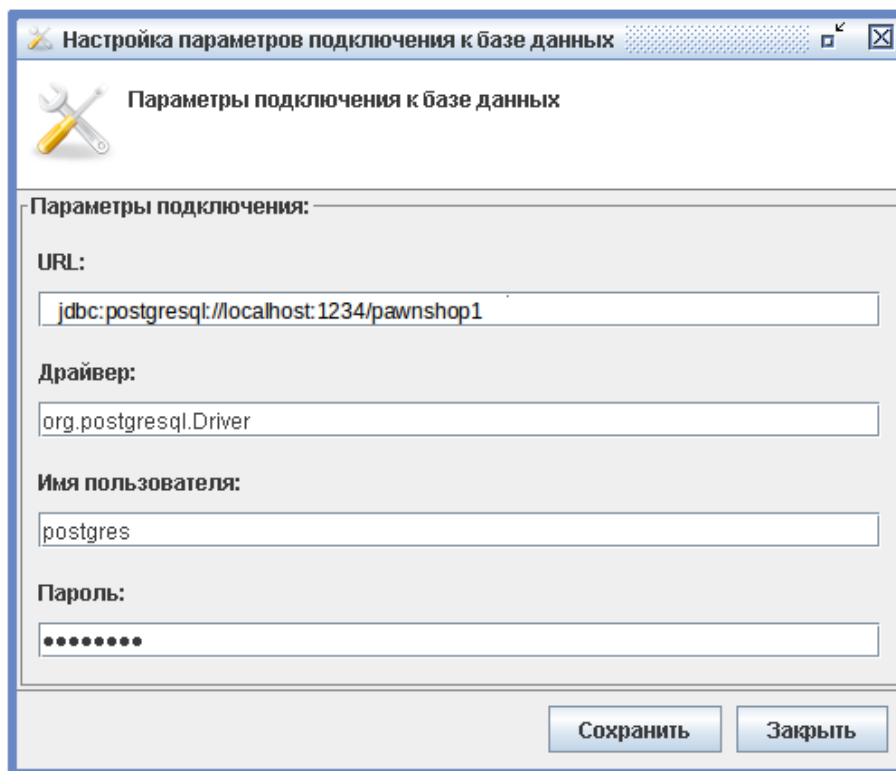 Настройка параметров подключения к базе данных
Параметры подключения к базе данных
Параметры подключения:
URL:
jdbc:postgresql://localhost:1234/pawnshop1
Драйвер:
org.postgresql.Driver
Имя пользователя:
postgres
Пароль:
••••••••
Сохранить Закрыть